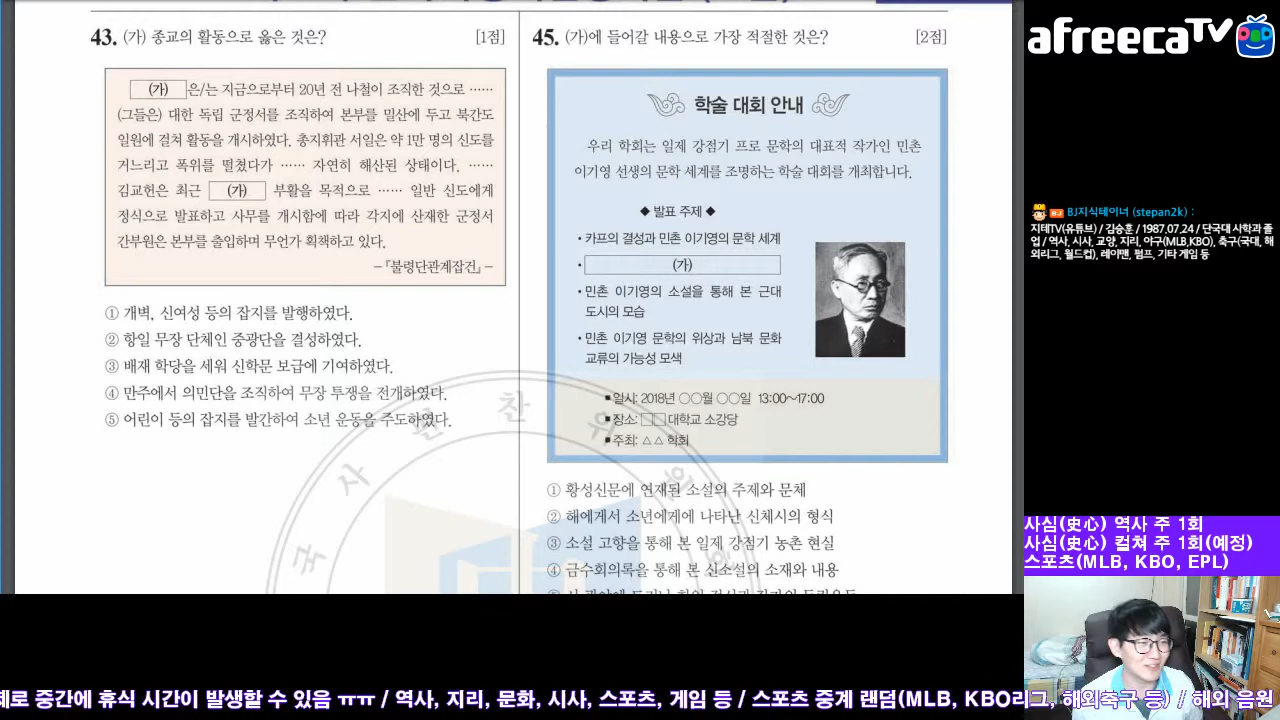 43. (가) 종교의 활동으로 옳은 것은? [1점]
(가) 은/는 지금으로부터 20년 전 나철이 조직한 것으로 ……
(그들은) 대한 독립 군정서를 조직하여 본부를 밀산에 두고 북간도
일원에 걸쳐 활동을 개시하였다. 총지휘관 서일은 약 1만 명의 신도를
거느리고 폭위를 떨쳤다가 …… 자연히 해산된 상태이다. ……
김교헌은 최근 (가) 부활을 목적으로 …… 일반 신도에게
정식으로 발표하고 사무를 개시함에 따라 각지에 산재한 군정서
간부원은 본부를 출입하며 무언가 획책하고 있다.
-『불령단관계잡건』-
① 개벽, 신여성 등의 잡지를 발행하였다.
② 항일 무장 단체인 중광단을 결성하였다.
③ 배재 학당을 세워 신학문 보급에 기여하였다.
④ 만주에서 의민단을 조직하여 무장 투쟁을 전개하였다.
⑤ 어린이 등의 잡지를 발간하여 소년 운동을 주도하였다.
45. (가)에 들어갈 내용으로 가장 적절한 것은? [2점]
학술 대회 안내
우리 학회는 일제 강점기 프로 문학의 대표적 작가인 민촌
이기영 선생의 문학 세계를 조명하는 학술 대회를 개최합니다.
◆ 발표 주제 ◆
• 카프의 결성과 민촌 이기영의 문학 세계
• (가)
• 민촌 이기영의 소설을 통해 본 근대
도시의 모습
• 민촌 이기영 문학의 위상과 남북 문화
교류의 가능성 모색
■ 일시: 2018년 ○○월 ○○일 13:00~17:00
■ 장소: □□대학교 소강당
■ 주최: △△ 학회
① 황성신문에 연재된 소설의 주제와 문체
② 해에게서 소년에게에 나타난 신체시의 형식
③ 소설 고향을 통해 본 일제 강점기 농촌 현실
④ 금수회의록을 통해 본 신소설의 소재와 내용
국 사 편 찬 위 원 회
afreecaTV
BJ BJ지식테이너 (stepan2k) :
지테TV(유튜브) / 김승훈 / 1987.07.24 / 단국대 사학과 졸
업 / 역사, 시사, 교양, 지리, 야구(MLB,KBO), 축구(국대, 해
외리그, 월드컵), 레이맨, 펌프, 기타 게임 등
사심(史心) 역사 주 1회
사심(史心) 컬쳐 주 1회(예정)
스포츠(MLB, KBO, EPL)
제로 중간에 휴식 시간이 발생할 수 있음 ㅠㅠ / 역사, 지리, 문화, 시사, 스포츠, 게임 등 / 스포츠 중계 랜덤(MLB, KBO리그, 해외축구 등) / 해외 음원